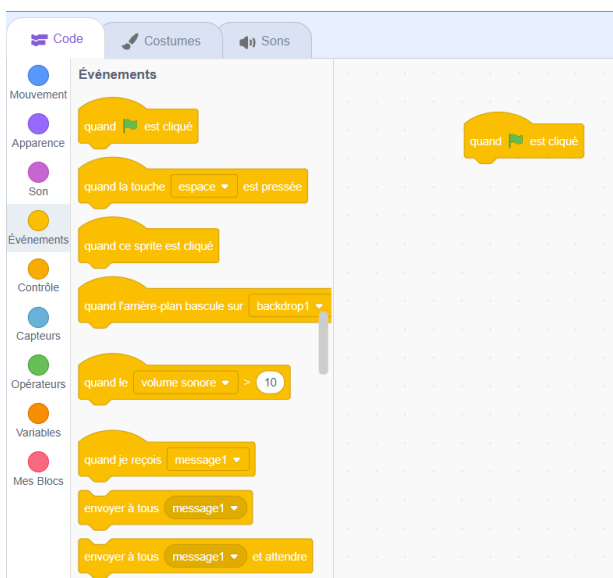 Code
Costumes
Sons
Mouvement
Apparence
Son
Événements
Contrôle
Capteurs
Opérateurs
Variables
Mes Blocs
Événements
quand est cliqué
quand la touche espace est pressée
quand ce sprite est cliqué
quand l'arrière-plan bascule sur backdrop1
quand le volume sonore > 10
quand je reçois message1
envoyer à tous message1
envoyer à tous message1 et attendre
quand est cliqué